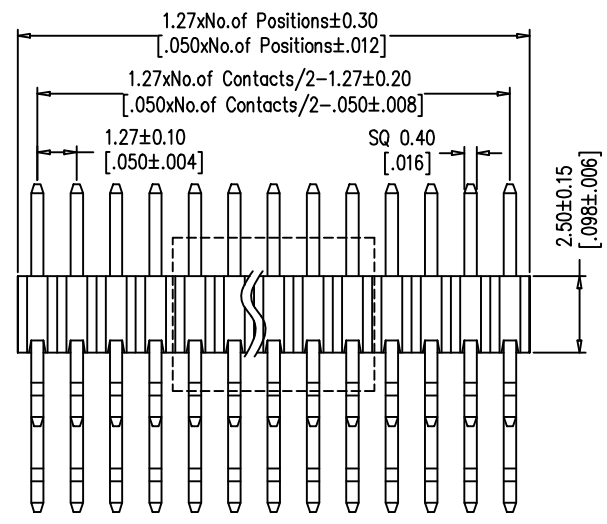 1.27xNo.of Positions±0.30
[.050xNo.of Positions±.012]
1.27xNo.of Contacts/2-1.27±0.20
[.050xNo.of Contacts/2-.050±.008]
1.27±0.10
[.050±.004]
SQ 0.40
[.016]
2.50±0.15
[.098±.006]